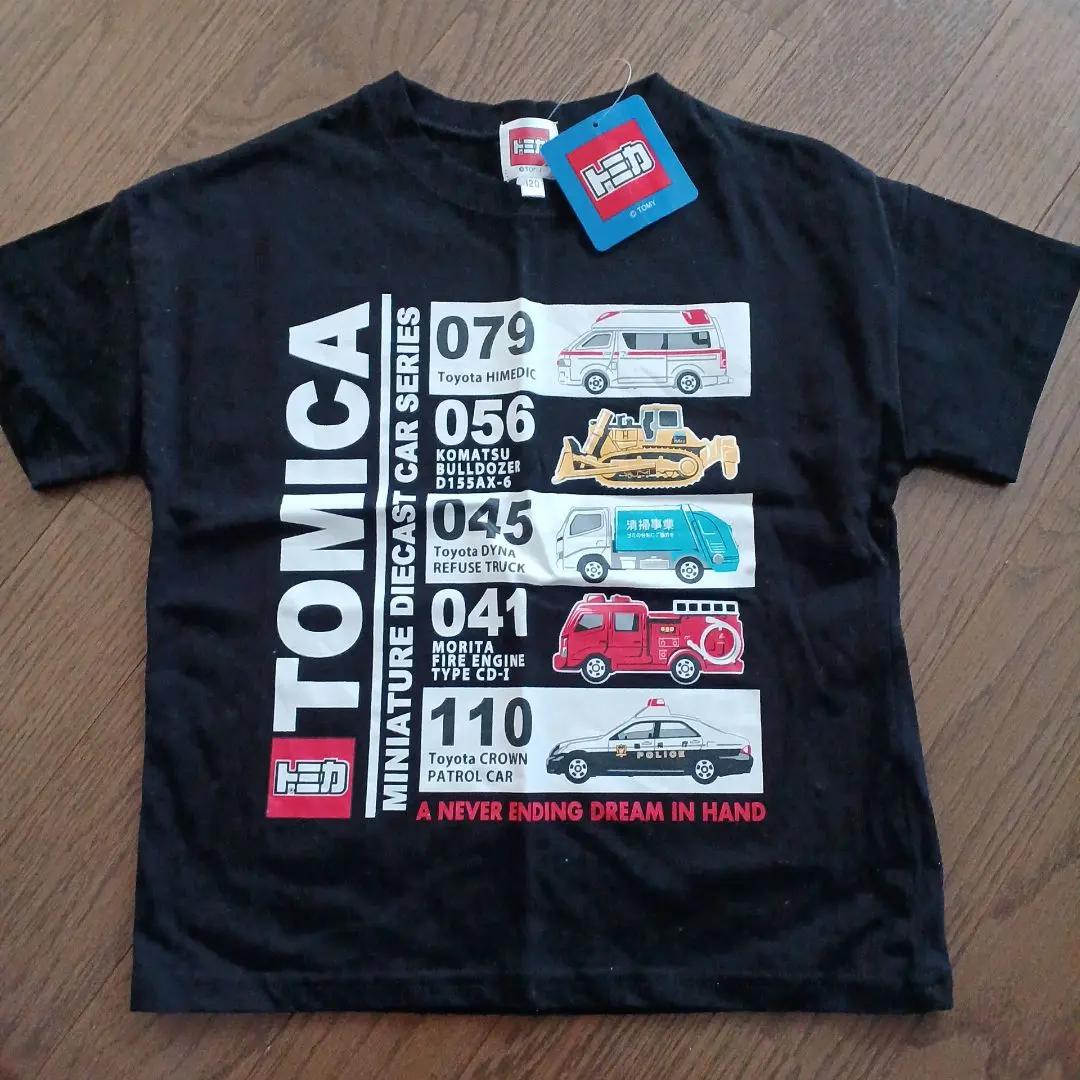 トミカ
© TOMY
120
トミカ
© TOMY
TOMICA
トミカ
MINIATURE DIECAST CAR SERIES
079
Toyota HIMEDIC
056
KOMATSU
BULLDOZER
D155AX-6
045
Toyota DYNA
REFUSE TRUCK
清掃事業
041
MORITA
FIRE ENGINE
TYPE CD-I
110
Toyota CROWN
PATROL CAR
POLICE
A NEVER ENDING DREAM IN HAND